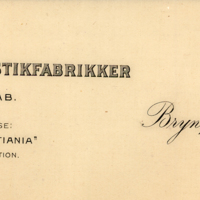 STIKFABRIKKER
AB.
SE:
TIANIA"
TION.
Bryn